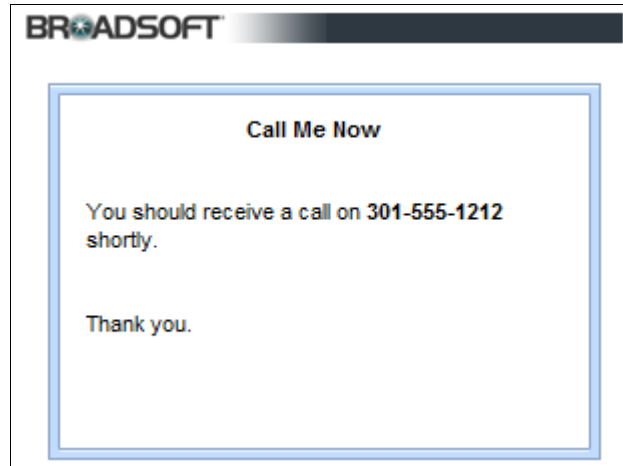 BROADSOFT
Call Me Now
You should receive a call on 301-555-1212
shortly.
Thank you.